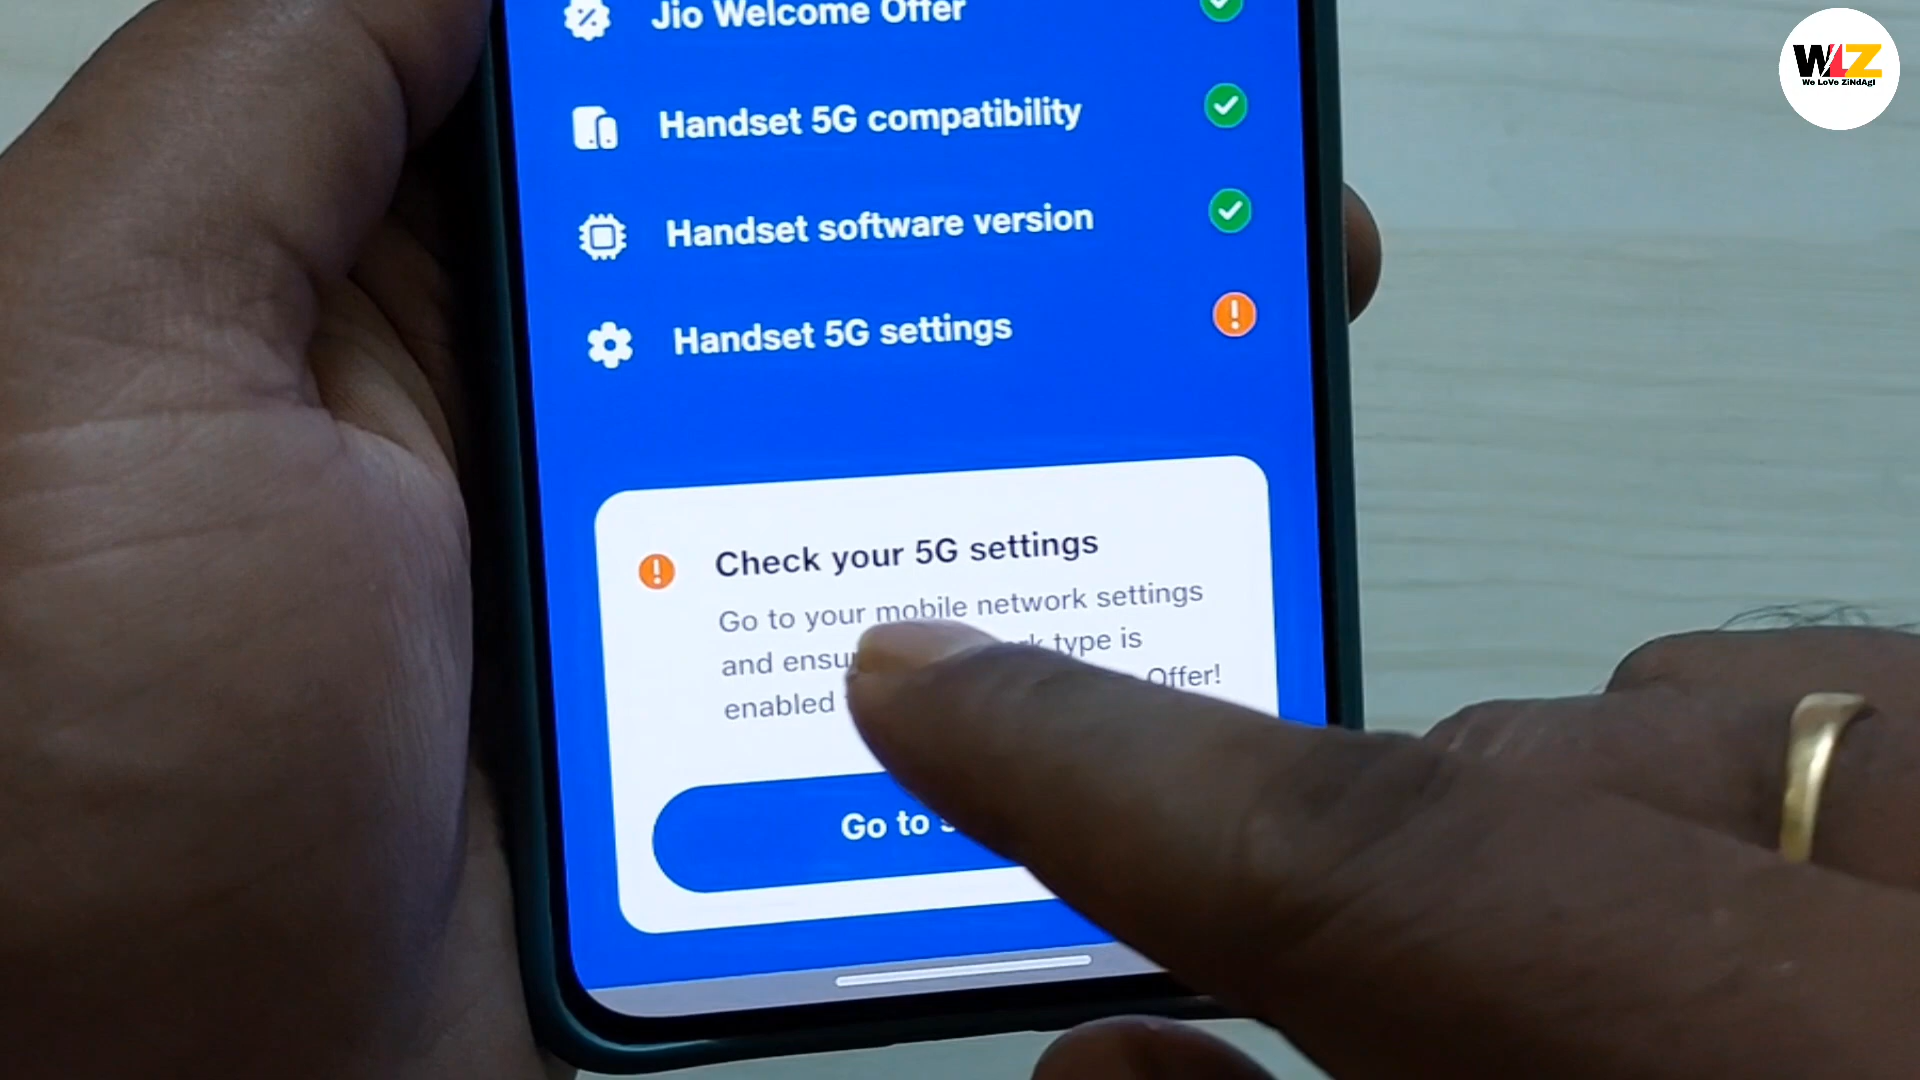 Jio Welcome Offer
Handset 5G compatibility
Handset software version
Handset 5G settings
Check your 5G settings
Go to your mobile network settings
and type is
enabled Offer!
Go to
WLZ
We LoVe ZiNdAgI